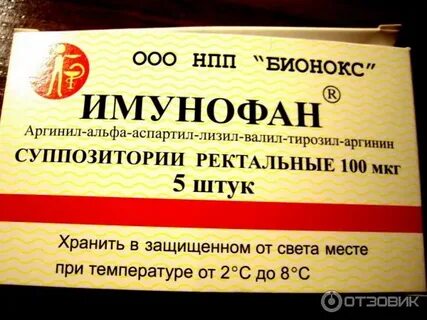 ООО НПП "БИОНОКС"
ИМУНОФАН®
Аргинил-альфа-аспартил-лизил-валил-тирозил-аргинин
СУППОЗИТОРИИ РЕКТАЛЬНЫЕ 100 мкг
5 штук
Хранить в защищенном от света месте
при температуре от 2°С до 8°С
ОТЗОВИК